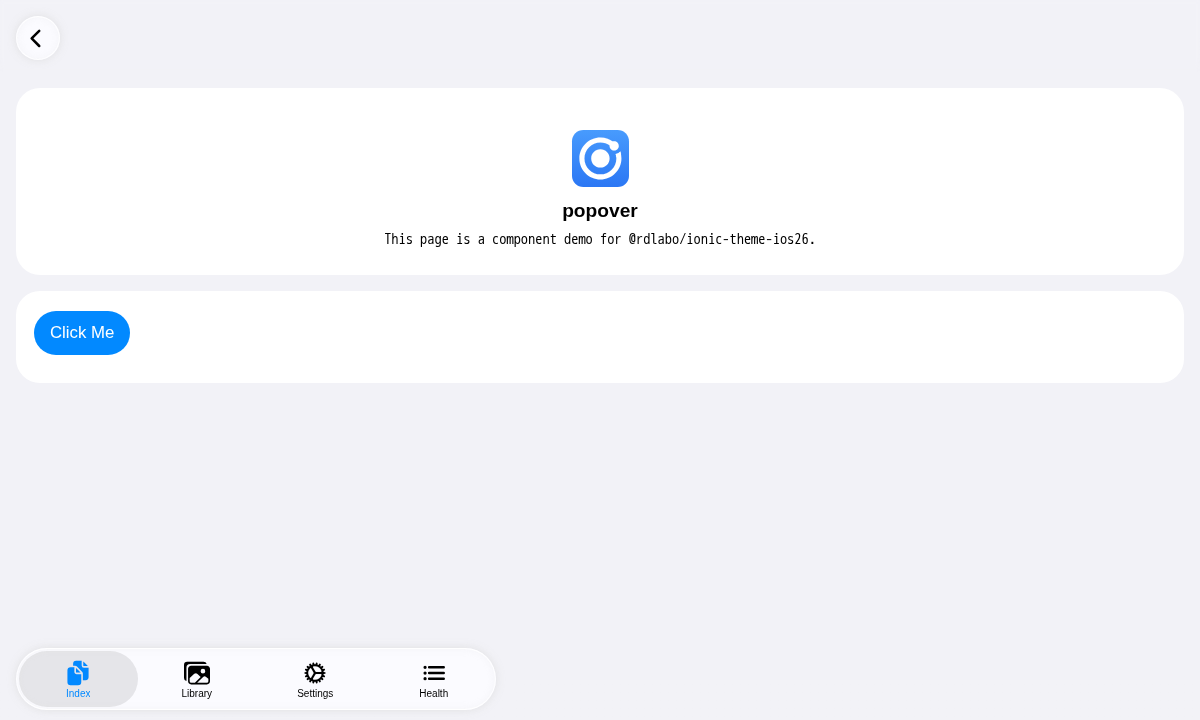 popover
This page is a component demo for @rdlabo/ionic-theme-ios26.
Click Me
Index
Library
Settings
Health